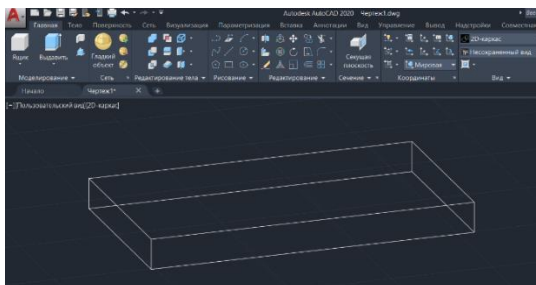 Autodesk AutoCAD 2020 Чертеж1.dwg
Главная Тело Поверхность Сеть Визуализация Параметризация Вставка Аннотации Вид Управление Вывод Надстройки Совместная
Ящик Выдавить Гладкий объект Секущая плоскость Мировая 2D-каркас Несохраненный вид
Моделирование Сеть Редактирование тела Рисование Редактирование Сечение Координаты Вид
Начало Чертеж1* +
[–][Пользовательский вид][2D-каркас]